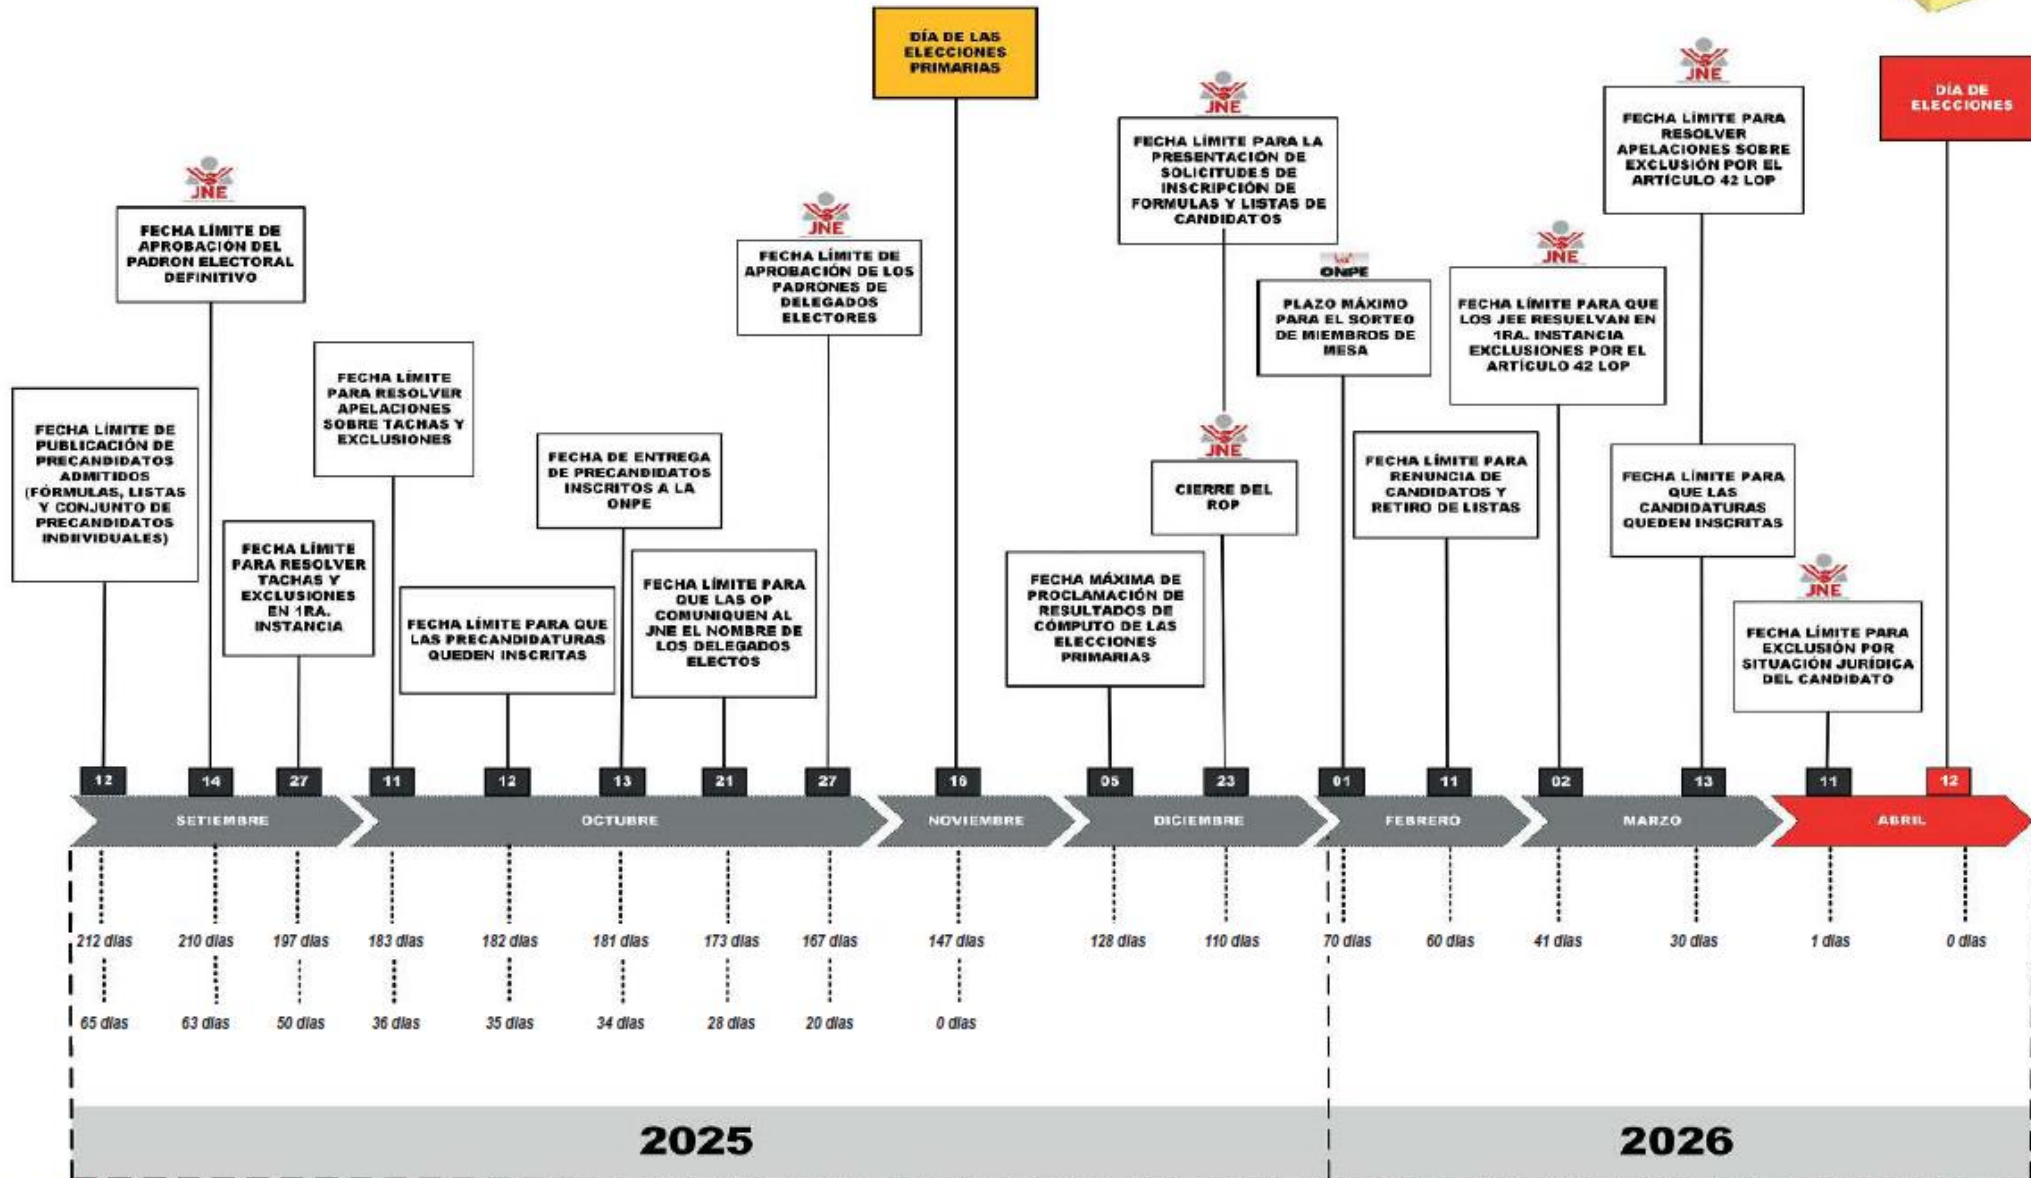 DÍA DE LAS
ELECCIONES
PRIMARIAS
DÍA DE
ELECCIONES
JNE
FECHA LÍMITE PARA
RESOLVER
APELACIONES SOBRE
EXCLUSIÓN POR EL
ARTÍCULO 42 LOP
JNE
FECHA LÍMITE PARA LA
PRESENTACIÓN DE
SOLICITUDES DE
INSCRIPCIÓN DE
FORMULAS Y LISTAS DE
CANDIDATOS
JNE
FECHA LÍMITE DE
APROBACIÓN DEL
PADRON ELECTORAL
DEFINITIVO
JNE
FECHA LÍMITE DE
APROBACIÓN DE LOS
PADRONES DE
DELEGADOS
ELECTORES
ONPE
PLAZO MÁXIMO
PARA EL SORTEO
DE MIEMBROS DE
MESA
JNE
FECHA LÍMITE PARA QUE
LOS JEE RESUELVAN EN
1RA. INSTANCIA
EXCLUSIONES POR EL
ARTÍCULO 42 LOP
FECHA LÍMITE DE
PUBLICACIÓN DE
PRECANDIDATOS
ADMITIDOS
(FÓRMULAS, LISTAS
Y CONJUNTO DE
PRECANDIDATOS
INDIVIDUALES)
FECHA LÍMITE
PARA RESOLVER
APELACIONES
SOBRE TACHAS Y
EXCLUSIONES
FECHA DE ENTREGA
DE PRECANDIDATOS
INSCRITOS A LA
ONPE
JNE
CIERRE DEL
ROP
FECHA LÍMITE PARA
RENUNCIA DE
CANDIDATOS Y
RETIRO DE LISTAS
FECHA LÍMITE PARA
QUE LAS
CANDIDATURAS
QUEDEN INSCRITAS
FECHA LÍMITE
PARA RESOLVER
TACHAS Y
EXCLUSIONES
EN 1RA.
INSTANCIA
FECHA LÍMITE PARA QUE
LAS PRECANDIDATURAS
QUEDEN INSCRITAS
FECHA LÍMITE PARA
QUE LAS OP
COMUNIQUEN AL
JNE EL NOMBRE DE
LOS DELEGADOS
ELECTOS
FECHA MÁXIMA DE
PROCLAMACIÓN DE
RESULTADOS DE
CÓMPUTO DE LAS
ELECCIONES
PRIMARIAS
JNE
FECHA LÍMITE PARA
EXCLUSIÓN POR
SITUACIÓN JURÍDICA
DEL CANDIDATO
12 14 27 11 12 13 21 27 16 05 23 01 11 02 13 11 12
SETIEMBRE OCTUBRE NOVIEMBRE DICIEMBRE FEBRERO MARZO ABRIL
212 días 210 días 197 días 183 días 182 días 181 días 173 días 167 días 147 días 128 días 110 días 70 días 60 días 41 días 30 días 1 días 0 días
65 días 63 días 50 días 36 días 35 días 34 días 28 días 20 días 0 días
2025 2026